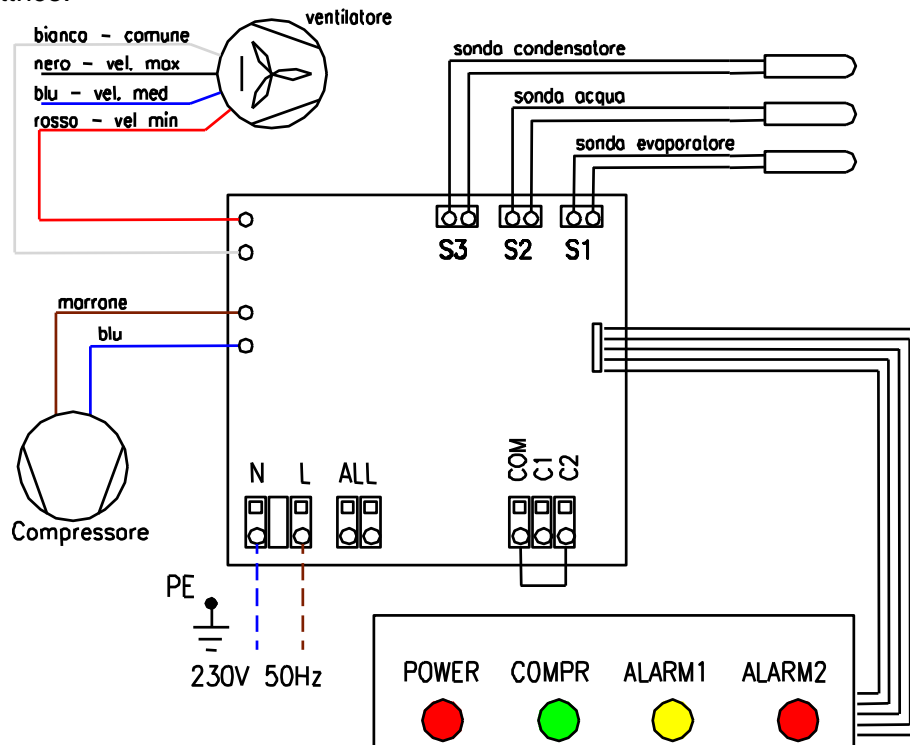 ventilatore
bianco - comune
nero - vel. max
blu - vel. med
rosso - vel min
sonda condensatore
sonda acqua
sonda evaporatore
S3 S2 S1
marrone
blu
Compressore
N L ALL
COM C1 C2
PE
230V 50Hz
POWER COMPR ALARM1 ALARM2